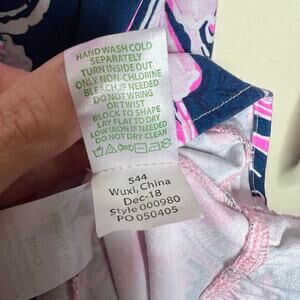 HAND WASH COLD
SEPARATELY
TURN INSIDE OUT
ONLY NON-CHLORINE
BLEACH, IF NEEDED
DO NOT WRING
OR TWIST
BLOCK TO SHAPE
LAY FLAT TO DRY
LOW IRON IF NEEDED
DO NOT DRY CLEAN
544
Wuxi, China
Dec-18
Style 000980
PO 050405